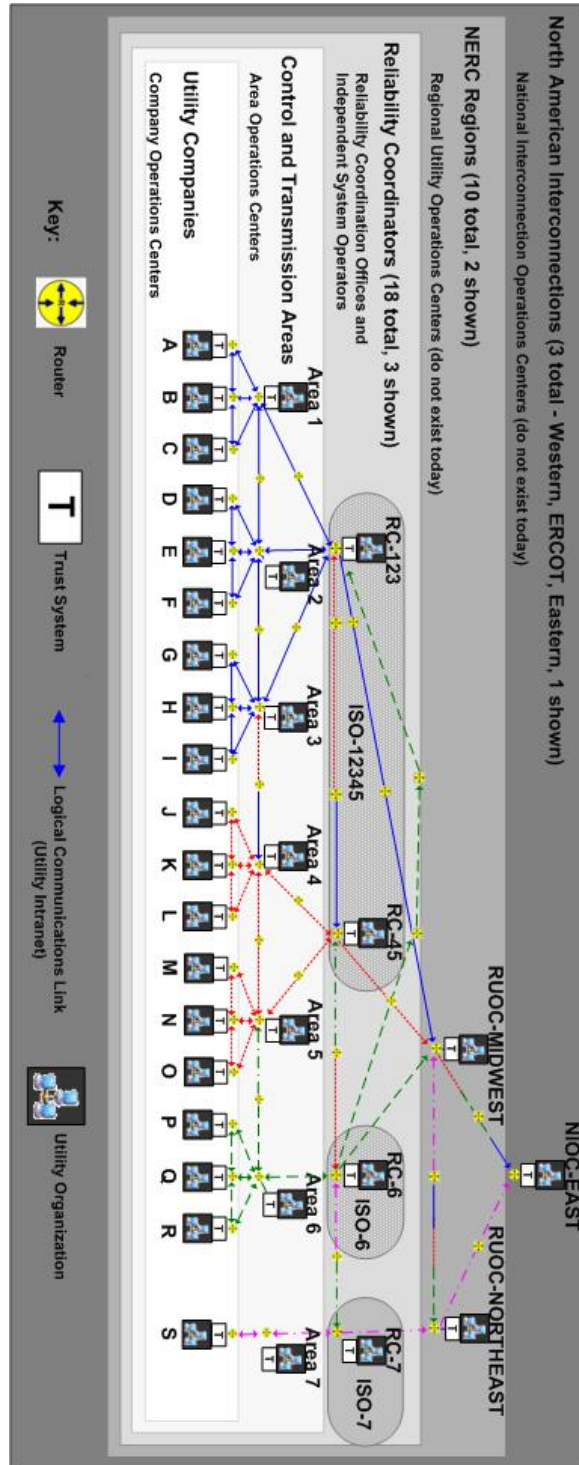 North American Interconnections (3 total - Western, ERCOT, Eastern, 1 shown)
National Interconnection Operations Centers (do not exist today)
NIOC-EAST
NERC Regions (10 total, 2 shown)
Regional Utility Operations Centers (do not exist today)
RUOC-MIDWEST
RUOC-NORTHEAST
Reliability Coordinators (18 total, 3 shown)
Reliability Coordination Offices and
Independent System Operators
RC-123
ISO-12345
RC-45
RC-6
ISO-6
RC-7
ISO-7
Control and Transmission Areas
Area Operations Centers
Area 1
Area 2
Area 3
Area 4
Area 5
Area 6
Area 7
Utility Companies
Company Operations Centers
T T T T T T T T T T T T T T T T T T T
A B C D E F G H I J K L M N O P Q R S
Key:
R
Router
T
Trust System
Logical Communications Link
(Utility Intranet)
Utility Organization